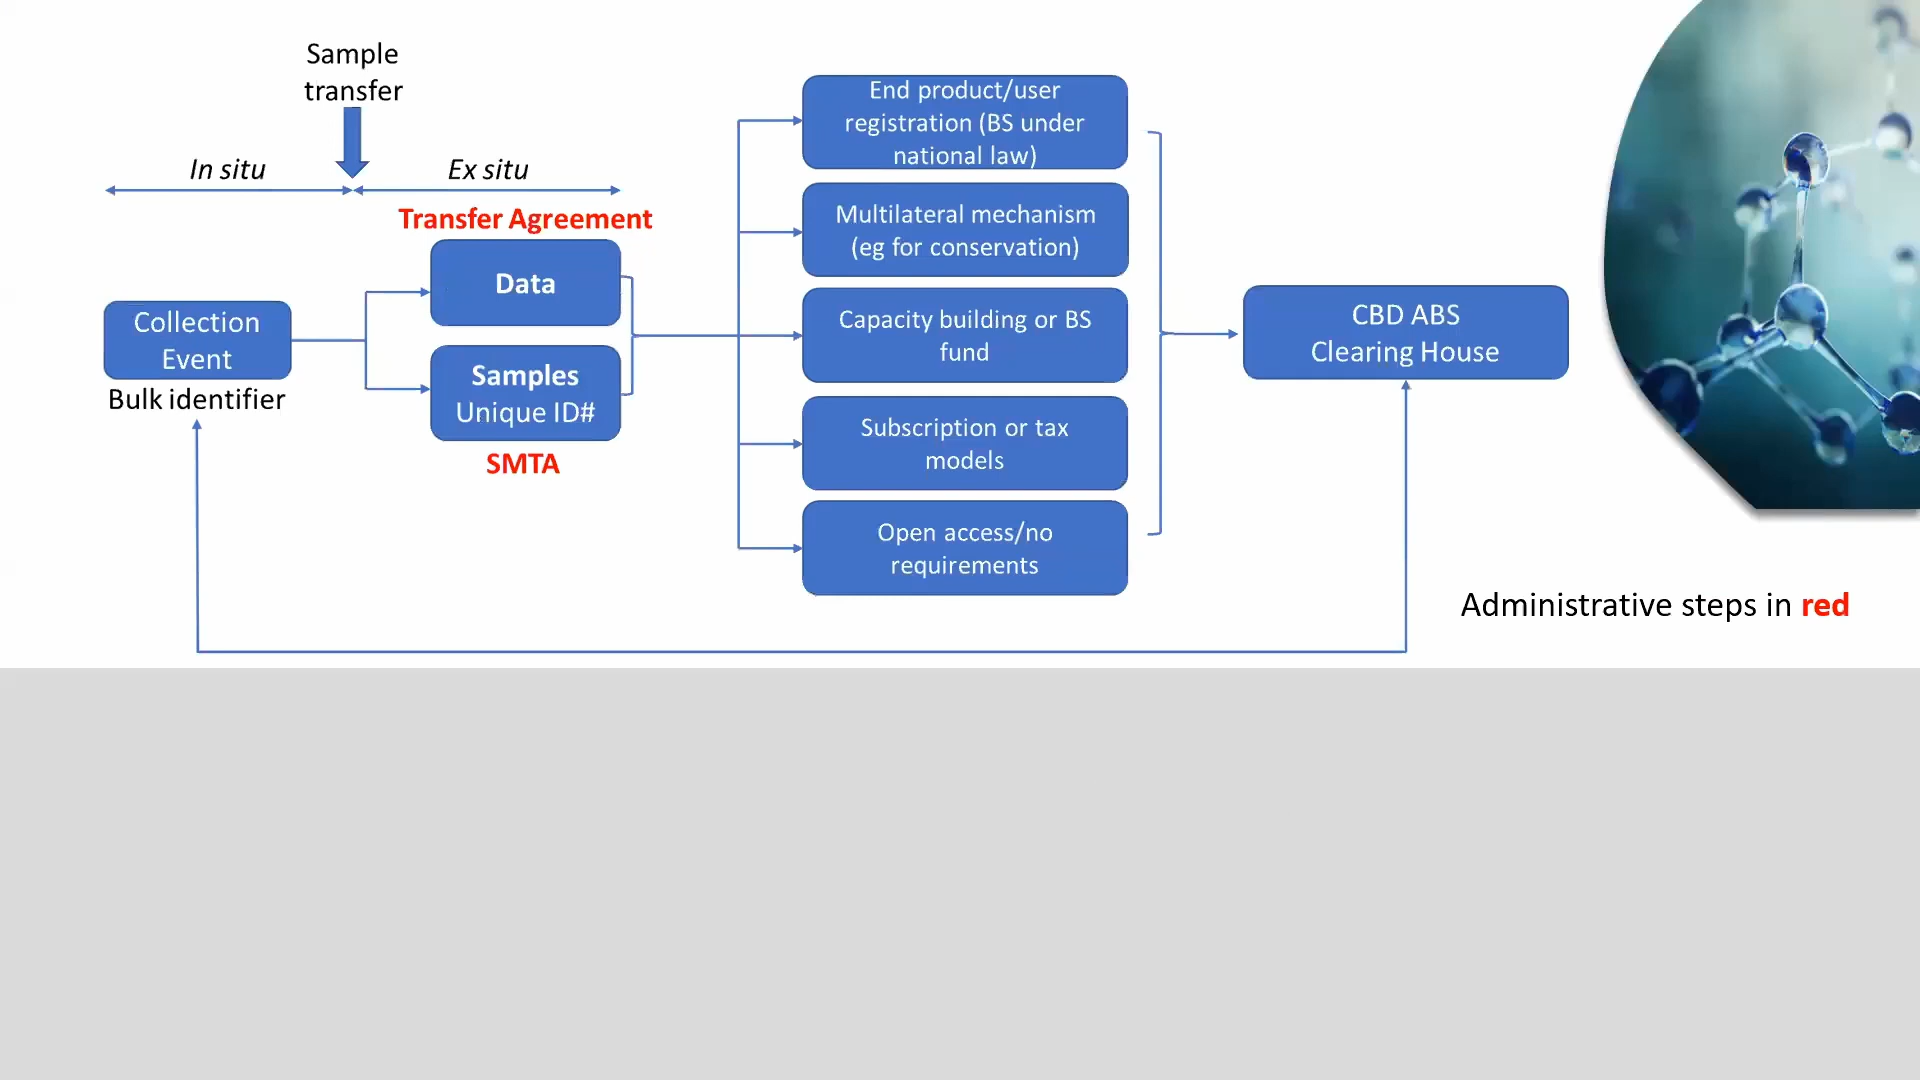 Sample
transfer
In situ
Ex situ
Transfer Agreement
Collection
Event
Bulk identifier
Data
Samples
Unique ID#
SMTA
End product/user
registration (BS under
national law)
Multilateral mechanism
(eg for conservation)
Capacity building or BS
fund
Subscription or tax
models
Open access/no
requirements
CBD ABS
Clearing House
Administrative steps in red